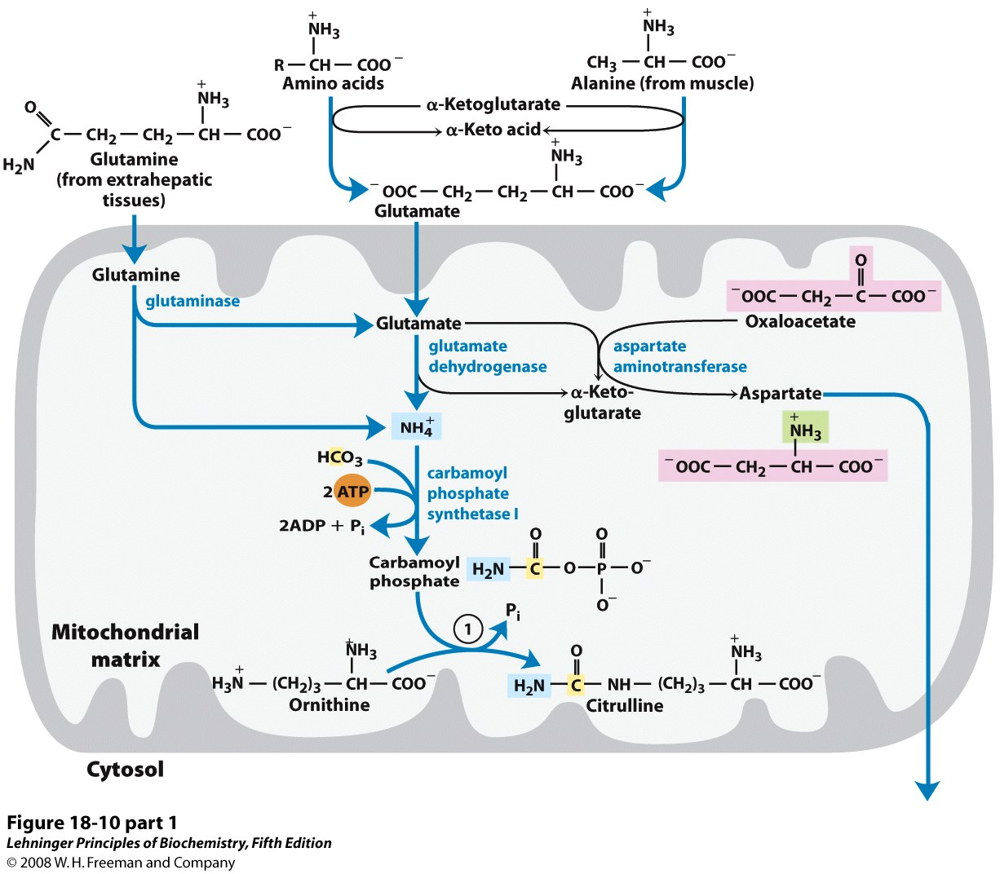 +
NH3
R—CH—COO−
Amino acids
+
NH3
CH3—CH—COO−
Alanine (from muscle)
α-Ketoglutarate
α-Keto acid
O
+
NH3
C—CH2—CH2—CH—COO−
H2N
Glutamine
(from extrahepatic
tissues)
+
NH3
−OOC—CH2—CH2—CH—COO−
Glutamate
Glutamine
glutaminase
Glutamate
glutamate
dehydrogenase
O
−OOC—CH2—C—COO−
Oxaloacetate
aspartate
aminotransferase
α-Keto-
glutarate
Aspartate
+
NH3
−OOC—CH2—CH—COO−
NH4+
HCO3
2 ATP
2ADP + Pi
carbamoyl
phosphate
synthetase I
Carbamoyl
phosphate
O O
H2N—C—O—P—O−
O−
1
Pi
Mitochondrial
matrix
+
NH3
+
H3N—(CH2)3—CH—COO−
Ornithine
O
+
NH3
H2N—C—NH—(CH2)3—CH—COO−
Citrulline
Cytosol
Figure 18-10 part 1
Lehninger Principles of Biochemistry, Fifth Edition
© 2008 W. H. Freeman and Company